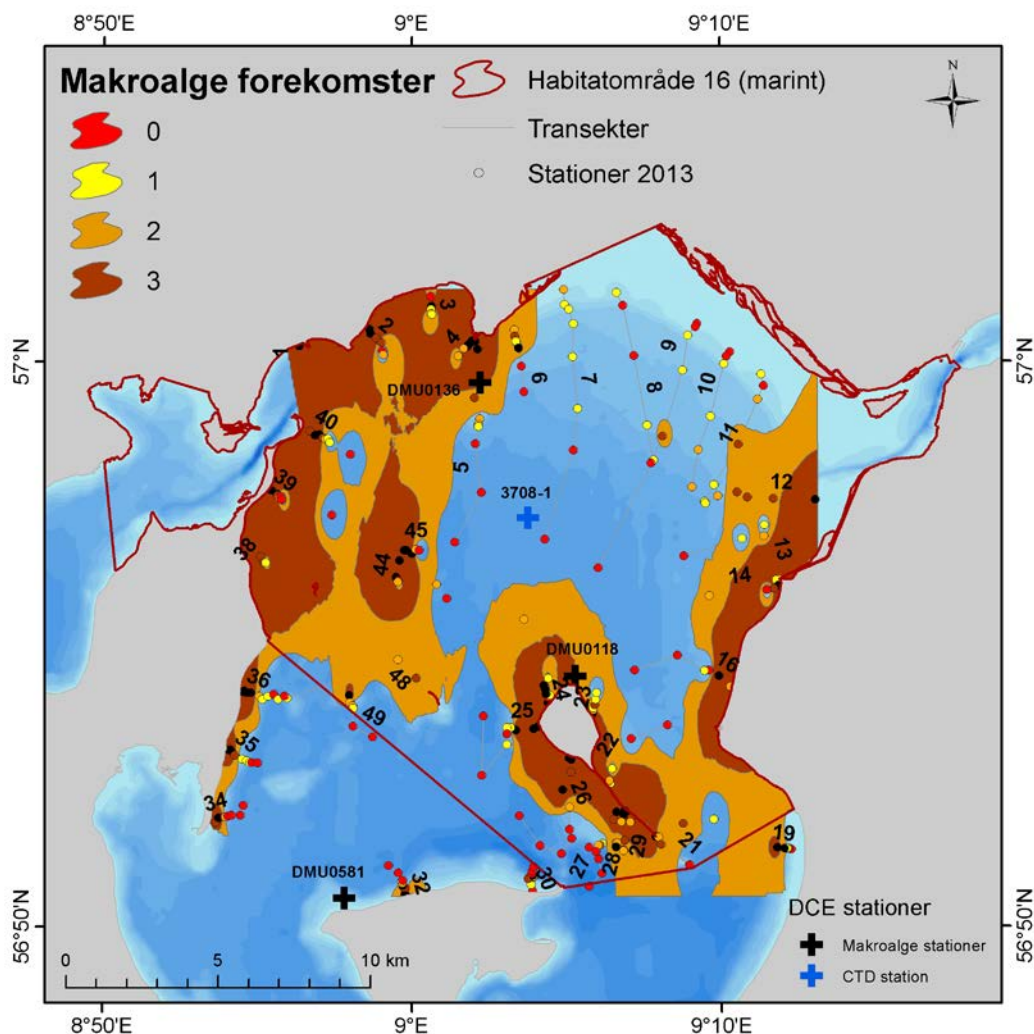 8°50'E
9°E
9°10'E
Makroalge forekomster
0
1
2
3
Habitatområde 16 (marint)
Transekter
Stationer 2013
N
57°N
57°N
1
2
3
4
DMU0136
6
7
8
9
10
11
40
5
39
3708-1
12
13
38
45
44
14
DMU0118
16
48
36
49
24
23
25
22
35
26
34
21
19
27
28
29
30
32
DMU0581
56°50'N
56°50'N
0
5
10 km
DCE stationer
Makroalge stationer
CTD station
8°50'E
9°E
9°10'E